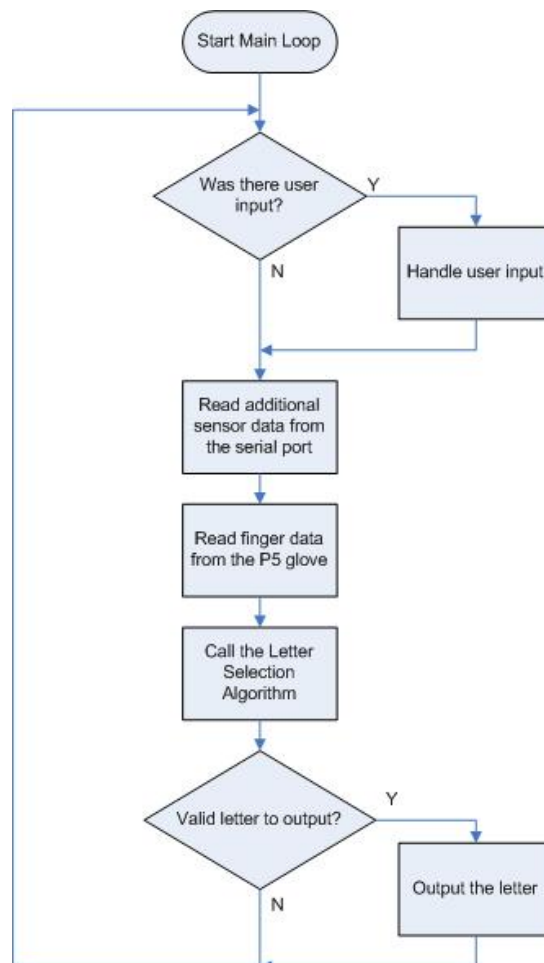 Start Main Loop
Was there user
input?
Y
N
Handle user input
Read additional
sensor data from
the serial port
Read finger data
from the P5 glove
Call the Letter
Selection
Algorithm
Valid letter to output?
Y
N
Output the letter